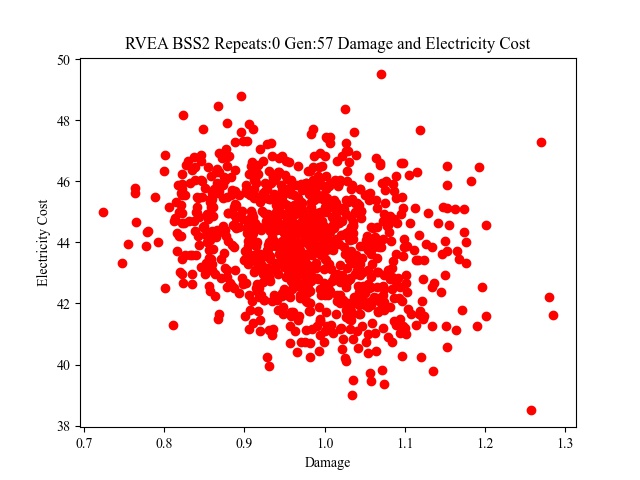 RVEA BSS2 Repeats:0 Gen:57 Damage and Electricity Cost
50
48
46
44
42
40
38
Electricity Cost
0.7 0.8 0.9 1.0 1.1 1.2 1.3
Damage